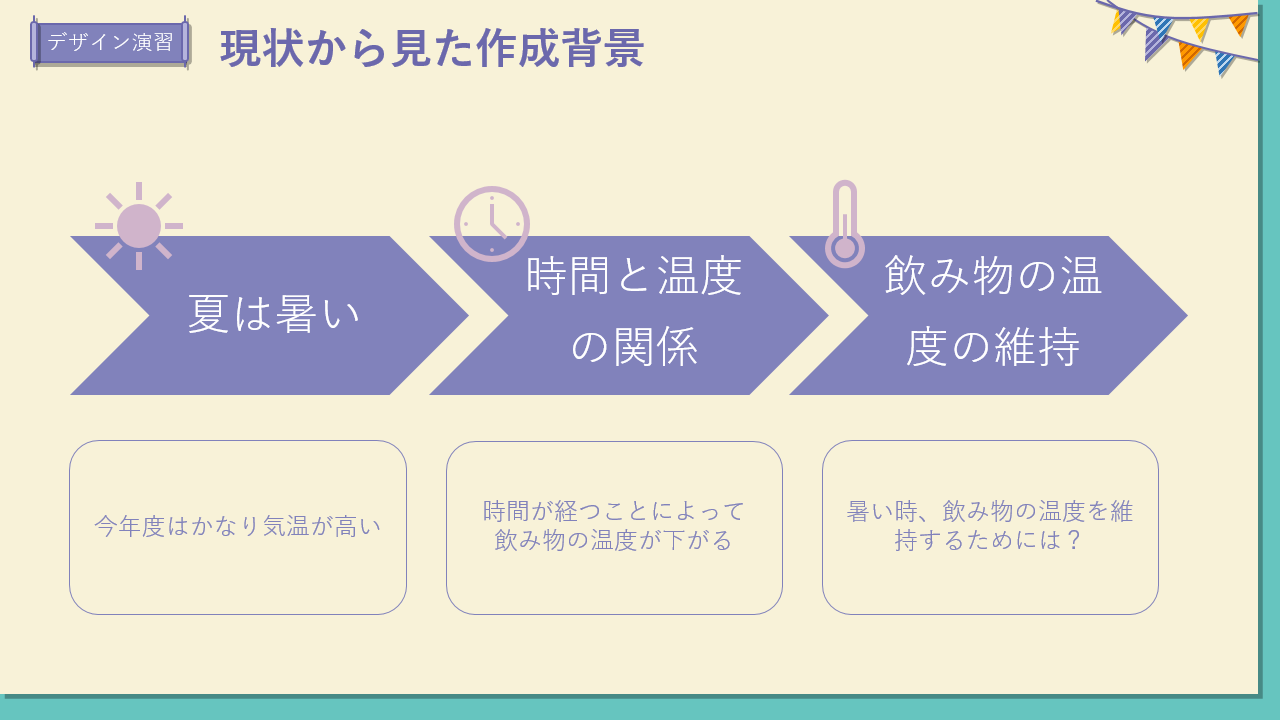 デザイン演習
現状から見た作成背景
夏は暑い
時間と温度
の関係
飲み物の温
度の維持
今年度はかなり気温が高い
時間が経つことによって
飲み物の温度が下がる
暑い時、飲み物の温度を維
持するためには？